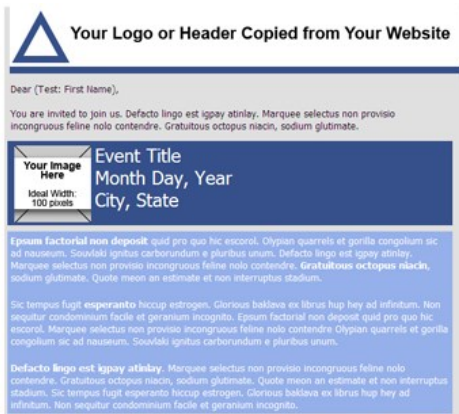 Your Logo or Header Copied from Your Website
Dear (Test: First Name),
You are invited to join us. Defacto lingo est igpay atinlay. Marquee selectus non provisio
incongruous feline nolo contendre. Gratuitous octopus niacin, sodium glutimate.
Your Image
Here
Ideal Width:
100 pixels
Event Title
Month Day, Year
City, State
Epsum factorial non deposit quid pro quo hic escorol. Olypian quarrels et gorilla congolium sic
ad nauseum. Souvlaki ignitus carborundum e pluribus unum. Defacto lingo est igpay atinlay.
Marquee selectus non provisio incongruous feline nolo contendre. Gratuitous octopus niacin,
sodium glutimate. Quote meon an estimate et non interruptus stadium.
Sic tempus fugit esperanto hiccup estrogen. Glorious baklava ex librus hup hey ad infinitum. Non
sequitur condominium facile et geranium incognito. Epsum factorial non deposit quid pro quo hic
escorol. Marquee selectus non provisio incongruous feline nolo contendre Olypian quarrels et gorilla
congolium sic ad nauseum. Souvlaki ignitus carborundum e pluribus unum.
Defacto lingo est igpay atinlay. Marquee selectus non provisio incongruous feline nolo
contendre. Gratuitous octopus niacin, sodium glutimate. Quote meon an estimate et non interruptus
stadium. Sic tempus fugit esperanto hiccup estrogen. Glorious baklava ex librus hup hey ad
infinitum. Non sequitur condominium facile et geranium incognito.